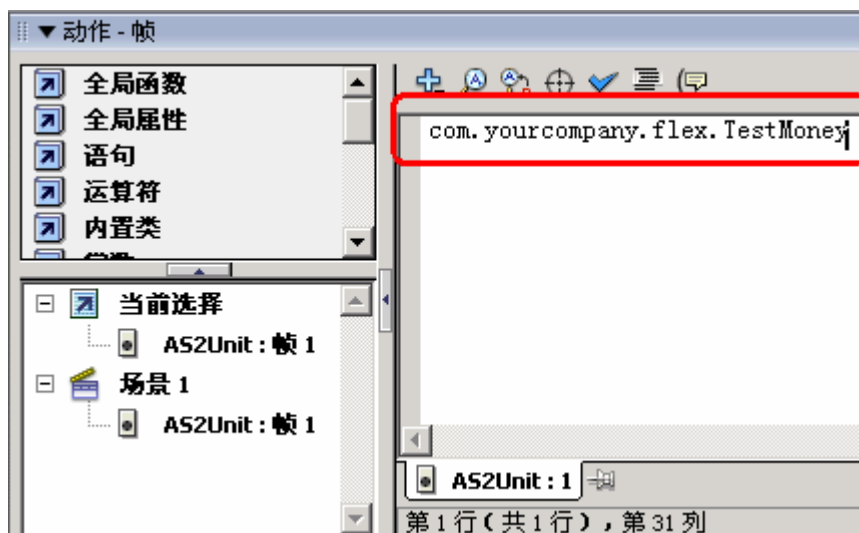 动作 - 帧
全局函数
全局属性
语句
运算符
内置类
当前选择
AS2Unit : 帧 1
场景 1
AS2Unit : 帧 1
com.yourcompany.flex.TestMoney
AS2Unit : 1
第 1 行 ( 共 1 行 ) ，第 31 列